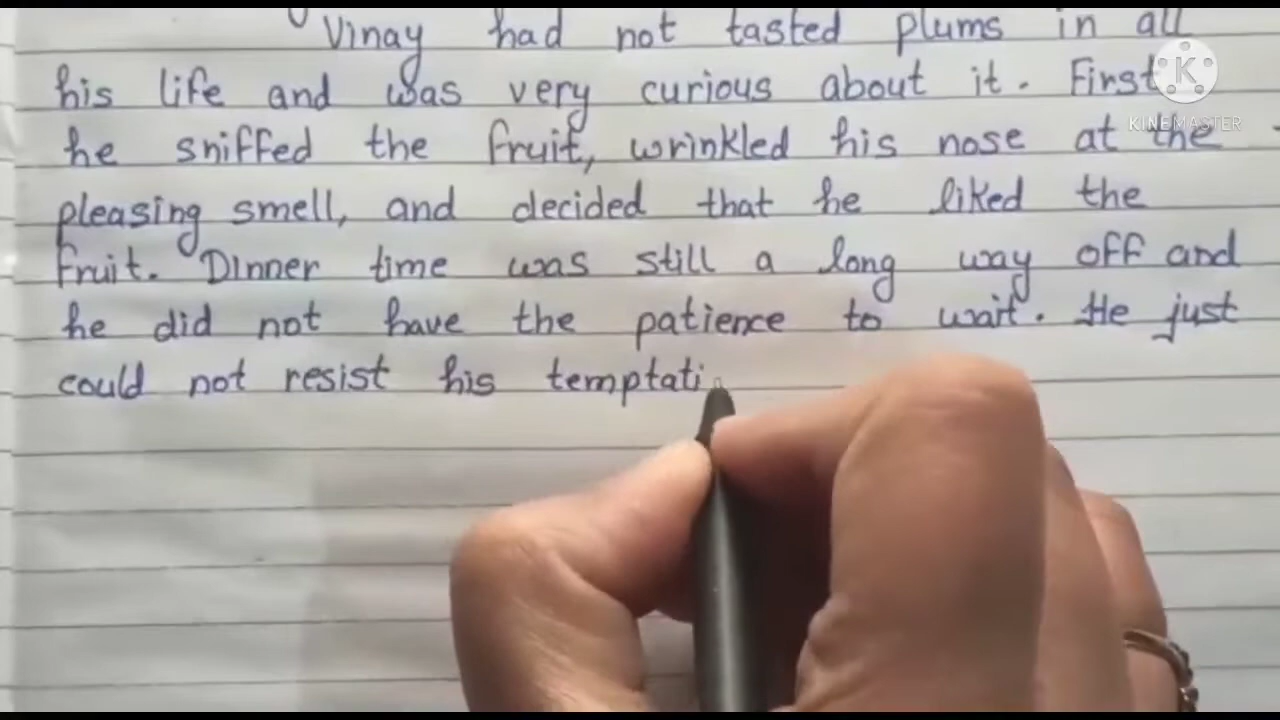 Vinay had not tasted plums in all
his life and was very curious about it. First
he sniffed the fruit, wrinkled his nose at the
pleasing smell, and decided that he liked the
fruit. Dinner time was still a long way off and
he did not have the patience to wait. He just
could not resist his temptati
K
KINEMASTER